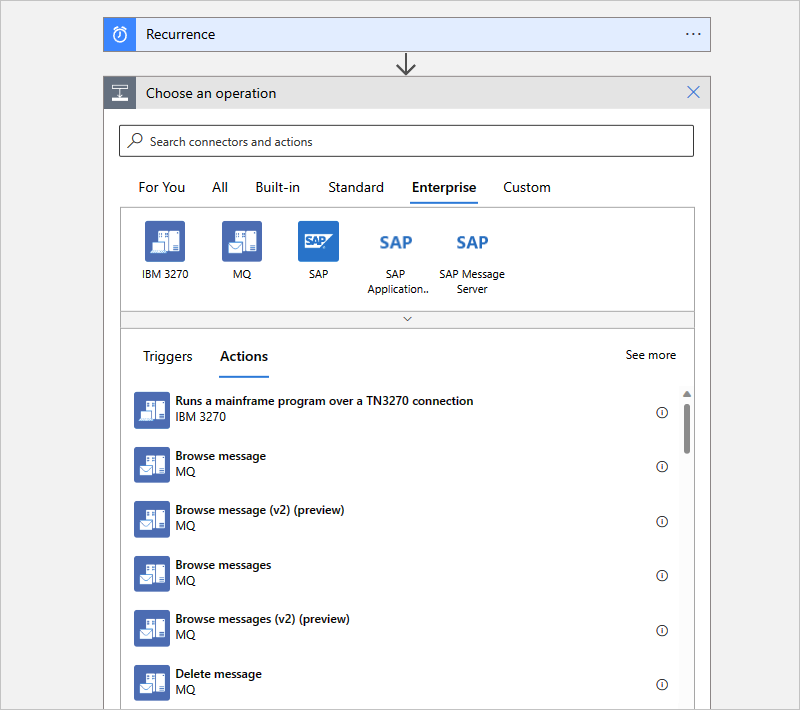 Recurrence
Choose an operation
Search connectors and actions
For You All Built-in Standard Enterprise Custom
SAP SAP SAP
IBM 3270 MQ SAP SAP Application.. SAP Message Server
Triggers Actions See more
Runs a mainframe program over a TN3270 connection
IBM 3270
Browse message
MQ
Browse message (v2) (preview)
MQ
Browse messages
MQ
Browse messages (v2) (preview)
MQ
Delete message
MQ